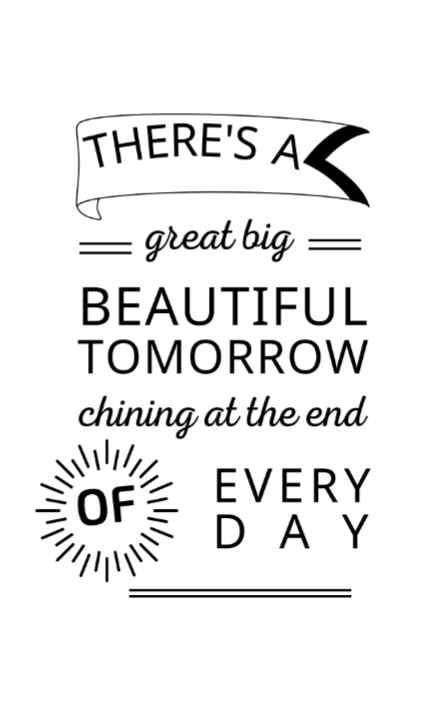 THERE'S A
great big
BEAUTIFUL
TOMORROW
chining at the end
OF
EVERY
DAY